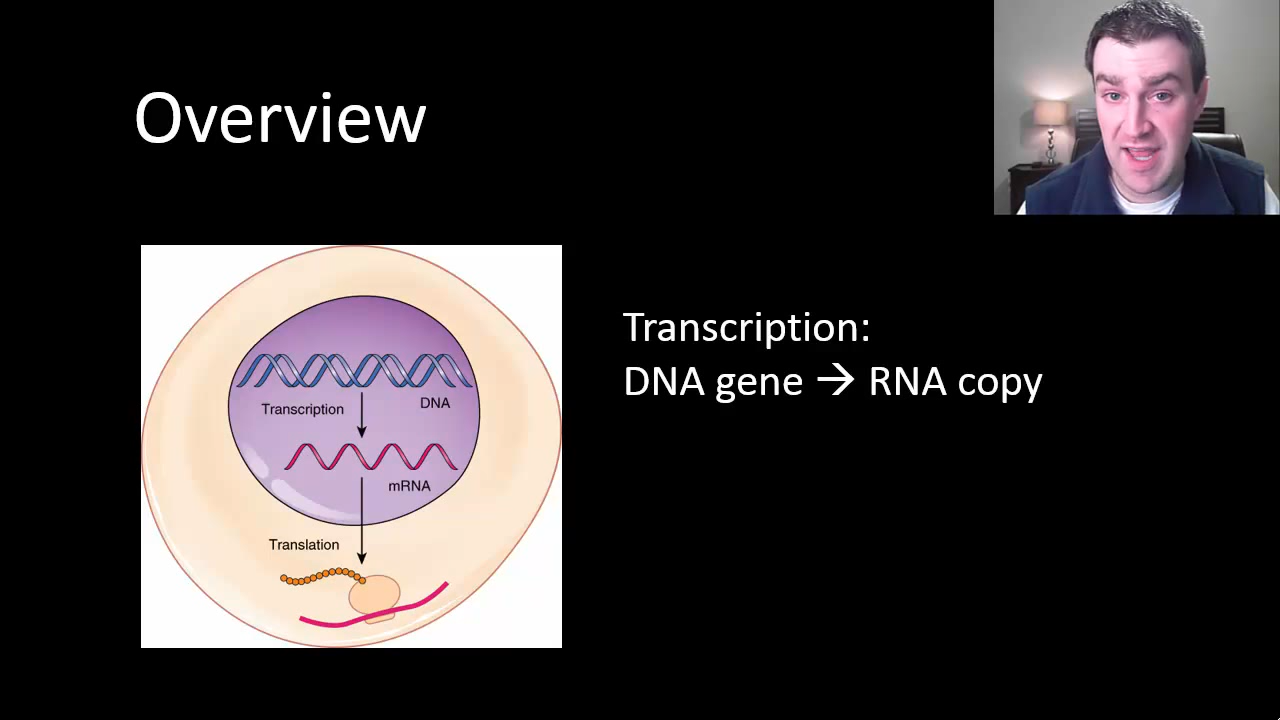 Overview
Transcription:
DNA gene → RNA copy
Transcription
DNA
mRNA
Translation